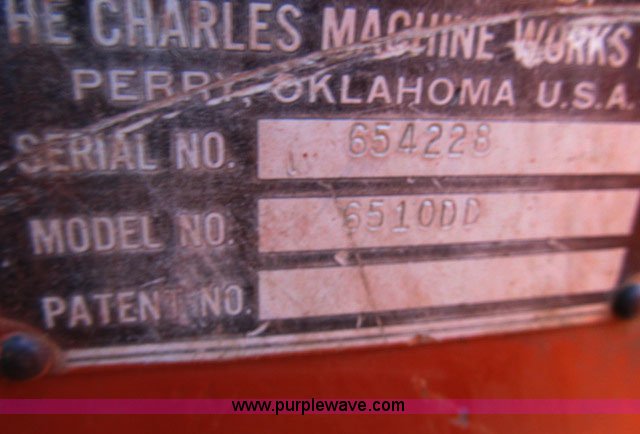 HE CHARLES MACHINE WORKS
PERRY, OKLAHOMA U.S.A.
SERIAL NO. 654228
MODEL NO. 6510DD
PATENT NO.
www.purplewave.com